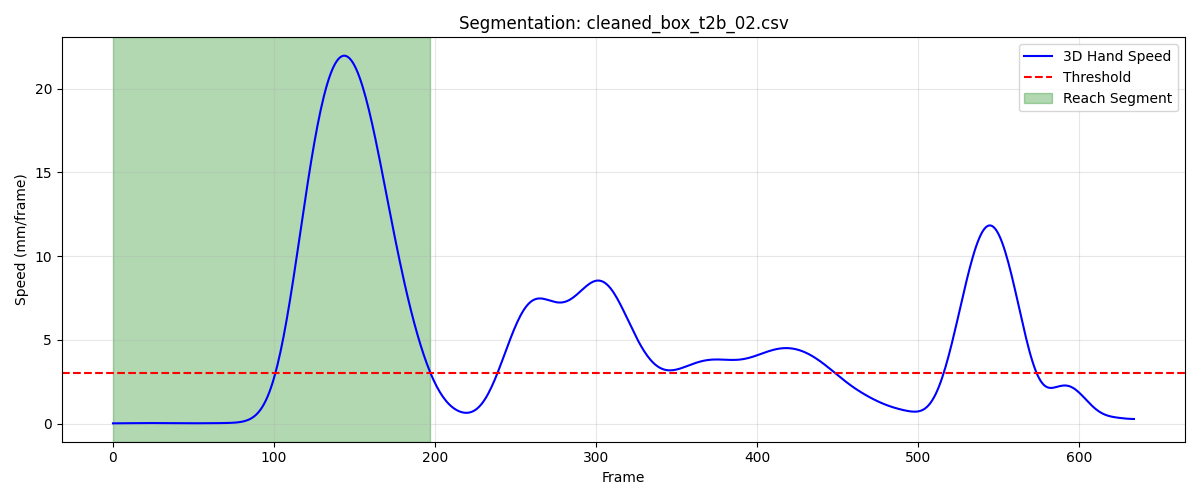 Segmentation: cleaned_box_t2b_02.csv
3D Hand Speed
Threshold
Reach Segment
Speed (mm/frame)
20
15
10
5
0
0 100 200 300 400 500 600
Frame